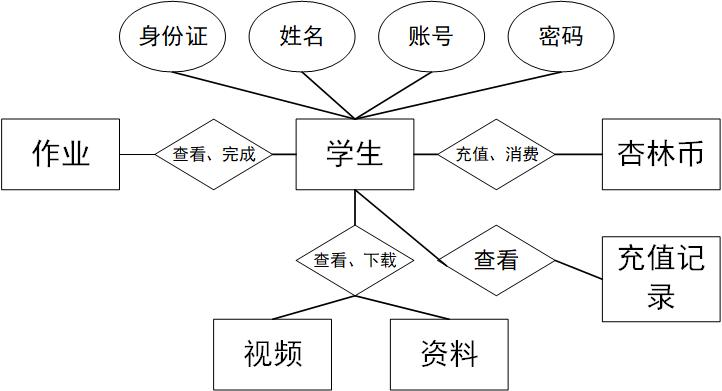 身份证
姓名
账号
密码
作业
查看、完成
学生
充值、消费
杏林币
查看、下载
查看
充值记
录
视频
资料